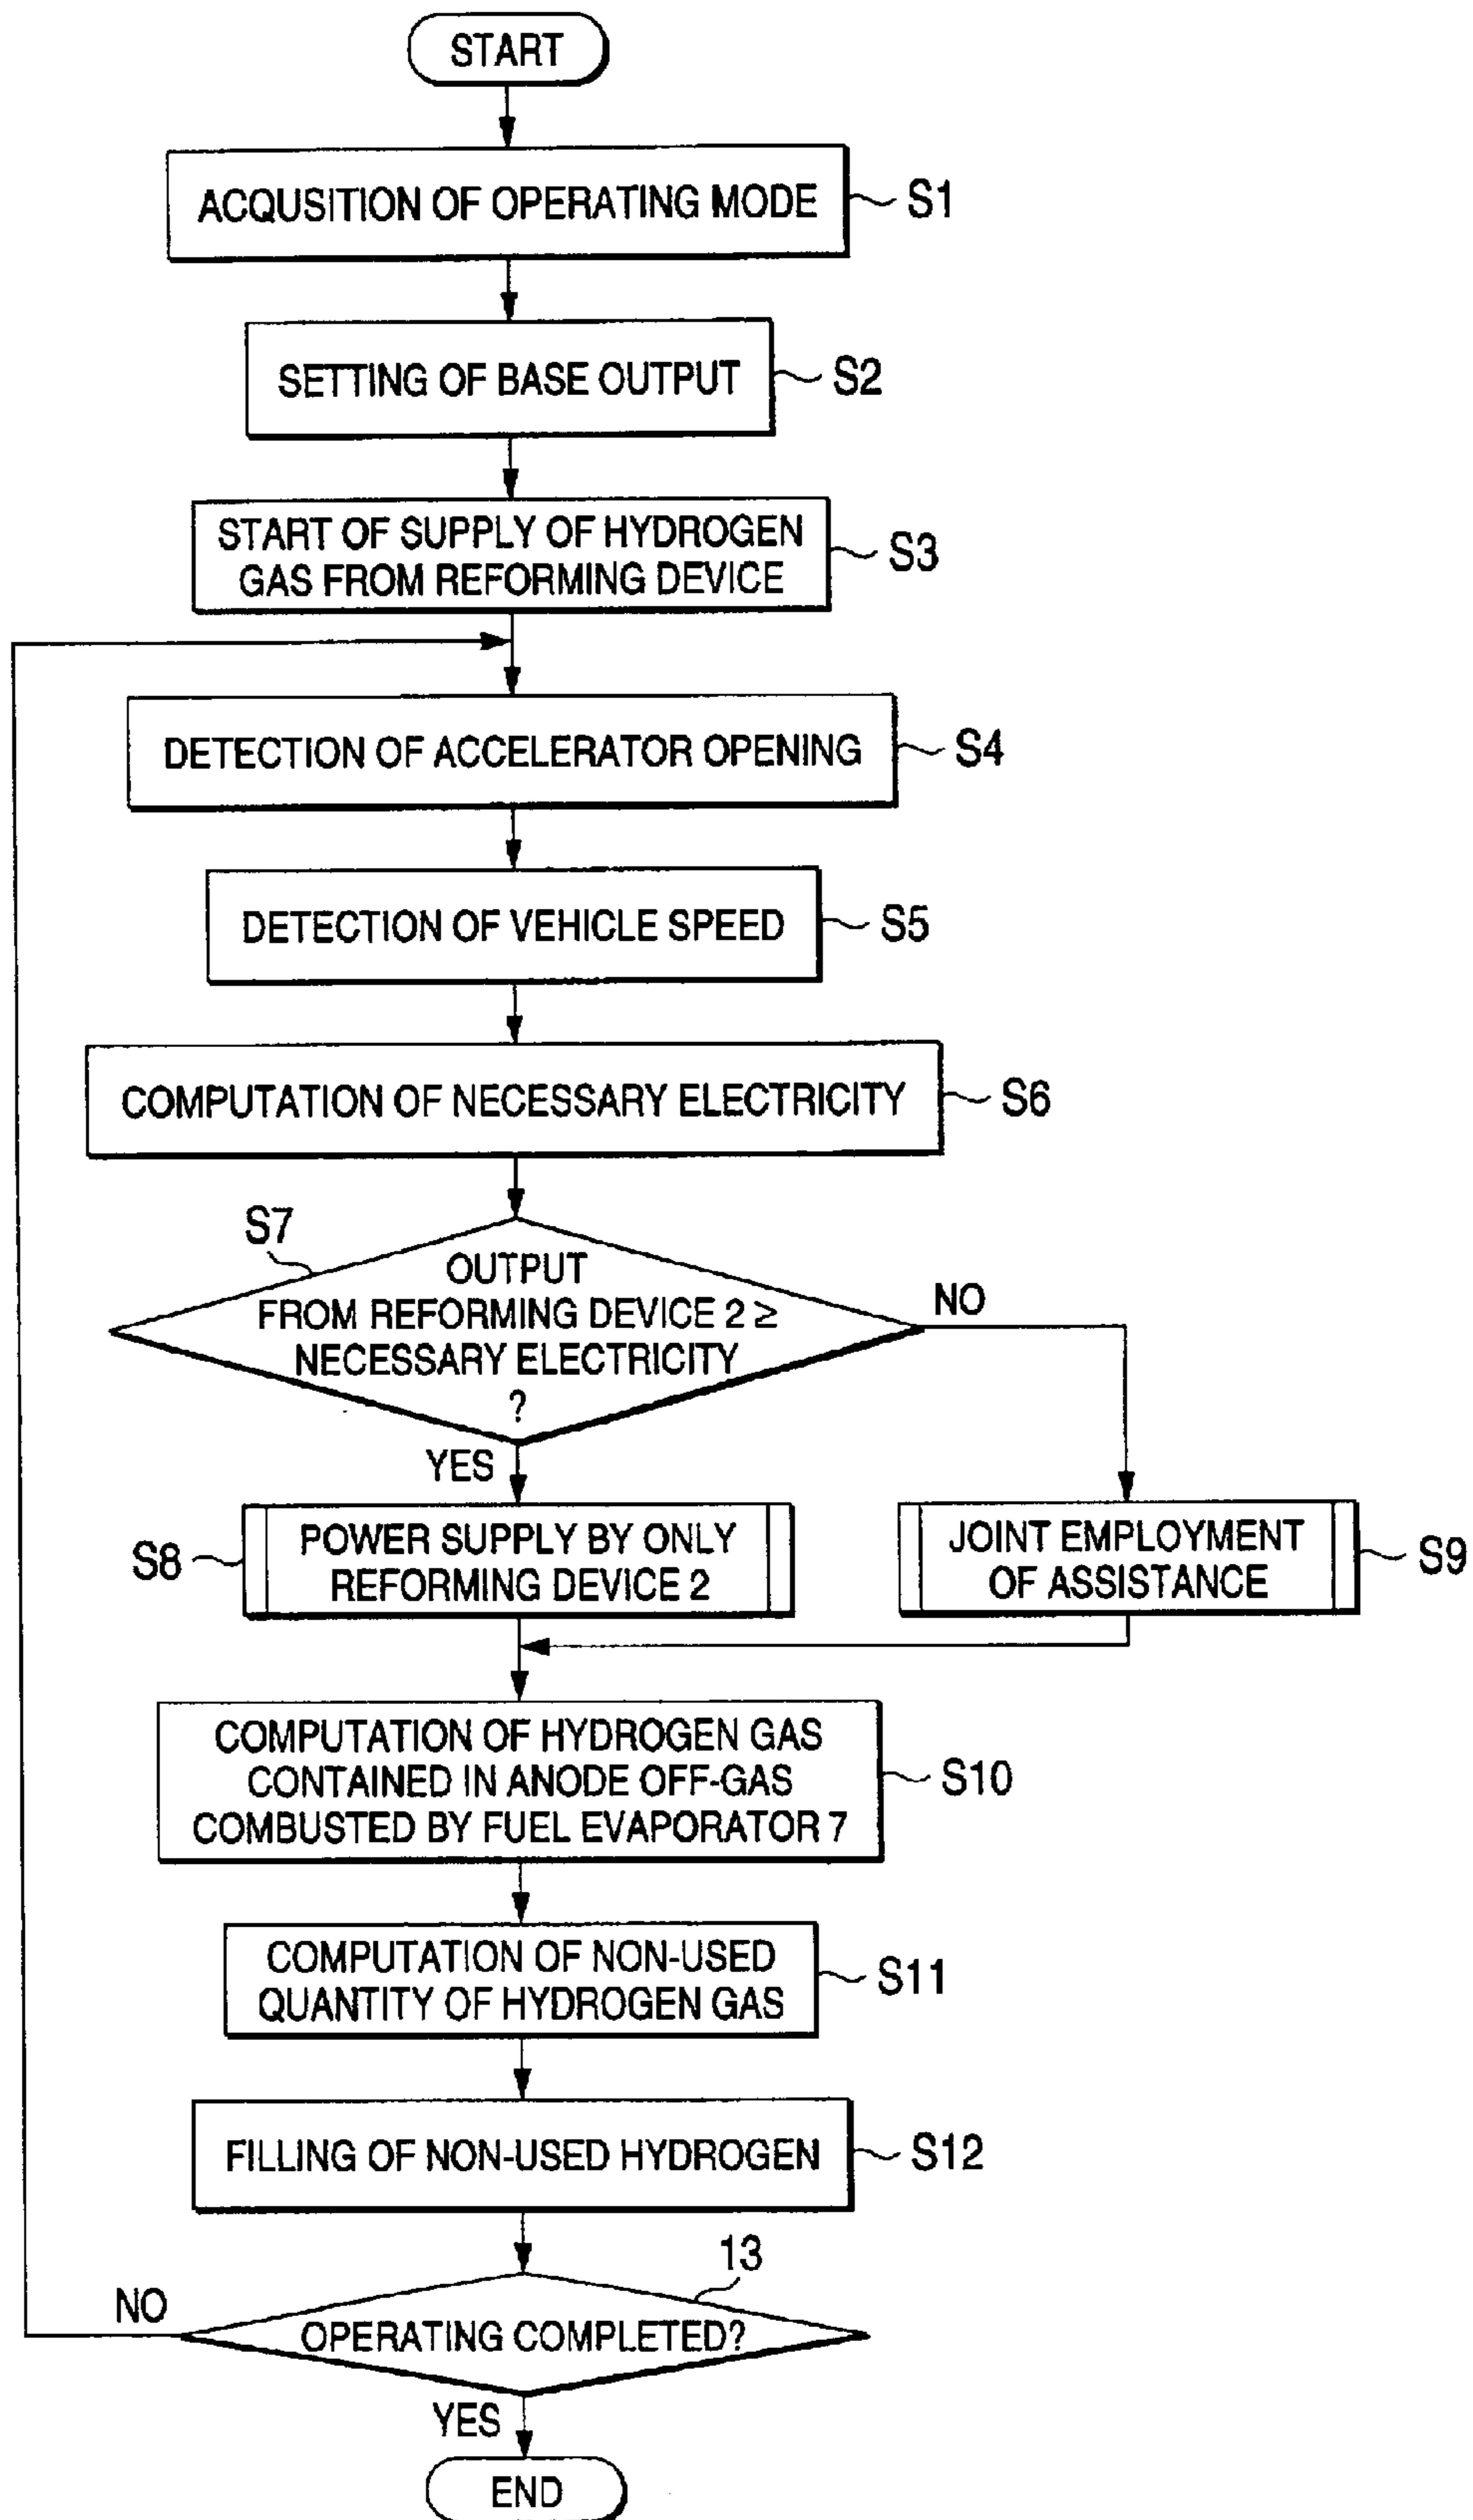 START
ACQUSITION OF OPERATING MODE
S1
SETTING OF BASE OUTPUT
S2
START OF SUPPLY OF HYDROGEN
GAS FROM REFORMING DEVICE
S3
DETECTION OF ACCELERATOR OPENING
S4
DETECTION OF VEHICLE SPEED
S5
COMPUTATION OF NECESSARY ELECTRICITY
S6
S7
OUTPUT
FROM REFORMING DEVICE 2 ≥
NECESSARY ELECTRICITY
?
NO
YES
S8
POWER SUPPLY BY ONLY
REFORMING DEVICE 2
JOINT EMPLOYMENT
OF ASSISTANCE
S9
COMPUTATION OF HYDROGEN GAS
CONTAINED IN ANODE OFF-GAS
COMBUSTED BY FUEL EVAPORATOR 7
S10
COMPUTATION OF NON-USED
QUANTITY OF HYDROGEN GAS
S11
FILLING OF NON-USED HYDROGEN
S12
13
NO
OPERATING COMPLETED?
YES
END